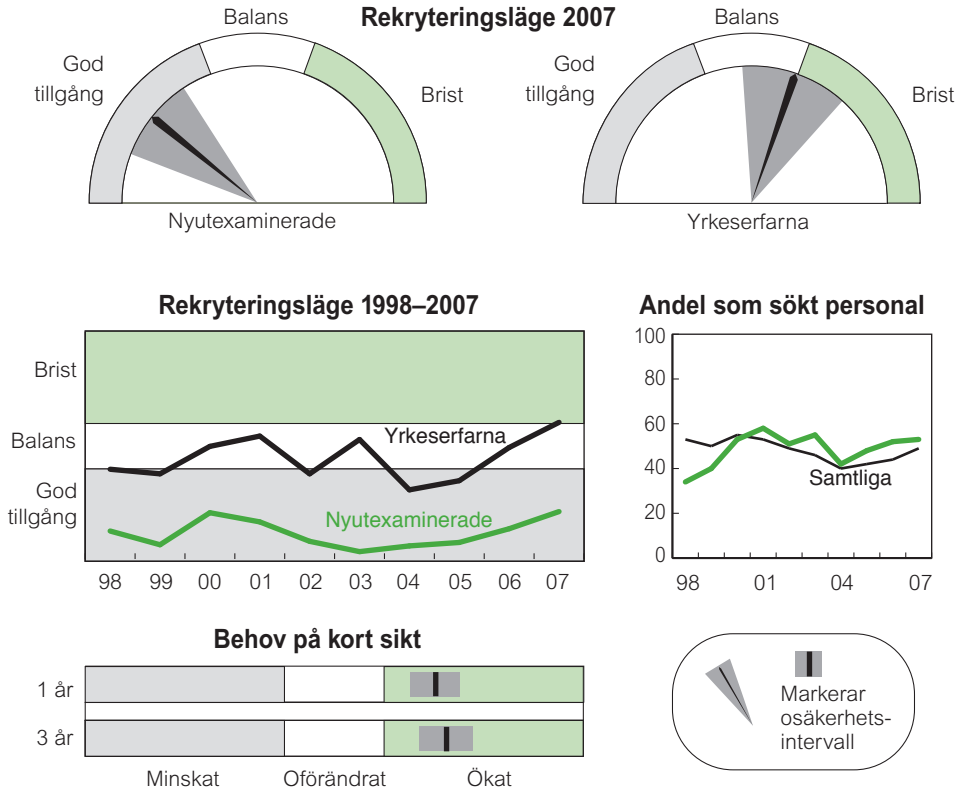 Rekryteringsläge 2007
Balans
God
tillgång
Brist
Nyutexaminerade
Balans
God
tillgång
Brist
Yrkeserfarna
Rekryteringsläge 1998–2007
Brist
Balans
God
tillgång
Yrkeserfarna
Nyutexaminerade
98 99 00 01 02 03 04 05 06 07
Andel som sökt personal
100
80
60
40
20
0
Samtliga
98 01 04 07
Behov på kort sikt
1 år
3 år
Minskat Oförändrat Ökat
Markerar
osäkerhets-
intervall